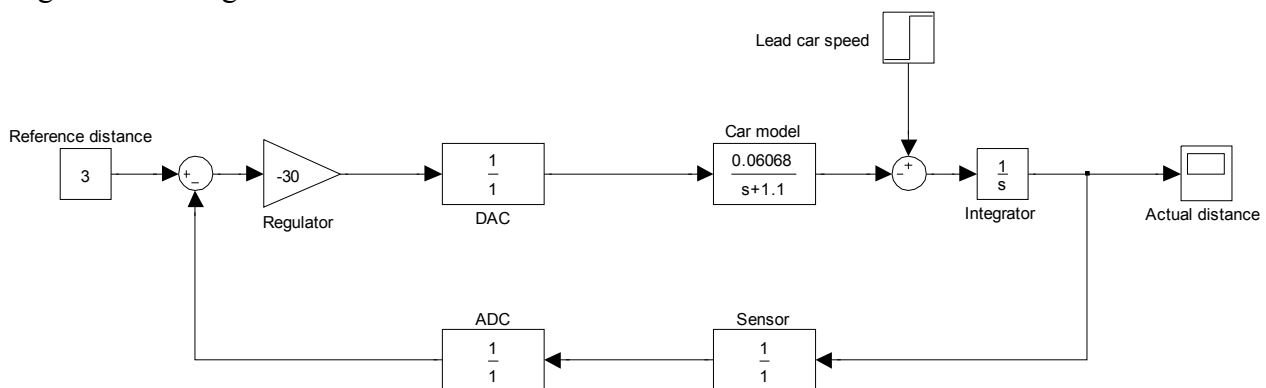 Lead car speed
Reference distance
3
+
-
-30
Regulator
1
1
DAC
Car model
0.06068
s+1.1
-
+
1
s
Integrator
Actual distance
ADC
1
1
Sensor
1
1